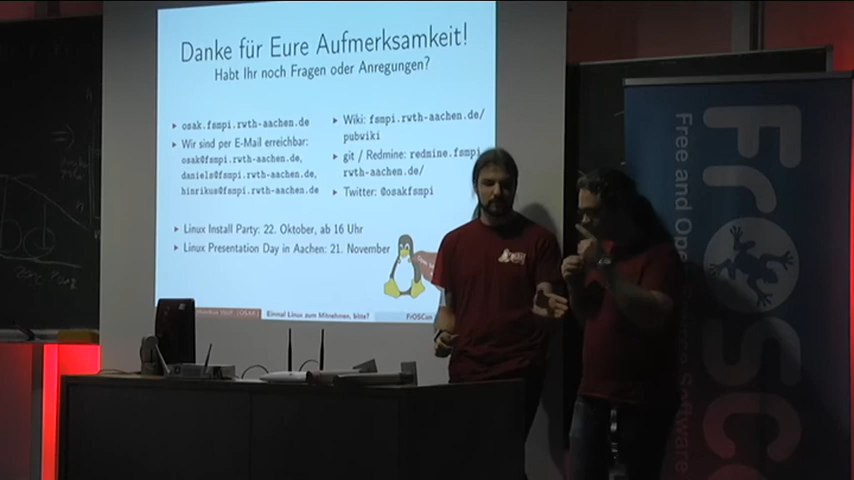 Danke für Eure Aufmerksamkeit!
Habt Ihr noch Fragen oder Anregungen?
osak.fsmpi.rwth-aachen.de
Wir sind per E-Mail erreichbar:
osak@fsmpi.rwth-aachen.de,
daniels@fsmpi.rwth-aachen.de,
hinrikus@fsmpi.rwth-aachen.de
Wiki: fsmpi.rwth-aachen.de/
pubwiki
git / Redmine: redmine.fsmpi
rwth-aachen.de/
Twitter: @osakfsmpi
Linux Install Party: 22. Oktober, ab 16 Uhr
Linux Presentation Day in Aachen: 21. November
Einmal Linux zum Mitnehmen, bitte?
FrOSCon
FrOSCo
Free and Ope
Software